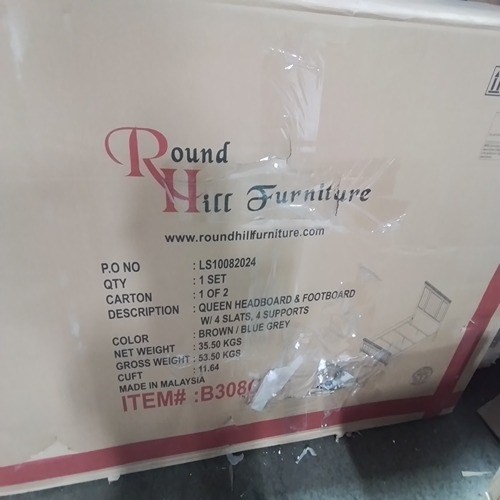 Round
Hill Furniture
www.roundhillfurniture.com
P.O NO : LS10082024
QTY : 1 SET
CARTON : 1 OF 2
DESCRIPTION : QUEEN HEADBOARD & FOOTBOARD
W/ 4 SLATS, 4 SUPPORTS
COLOR : BROWN / BLUE GREY
NET WEIGHT : 35.50 KGS
GROSS WEIGHT : 53.50 KGS
CUFT : 11.64
MADE IN MALAYSIA
ITEM# :B308